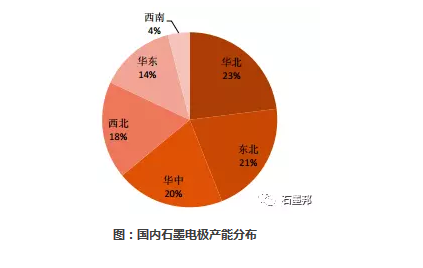 西南
4%
华北
23%
华东
14%
西北
18%
东北
21%
华中
20%
石墨邦
图：国内石墨电极产能分布